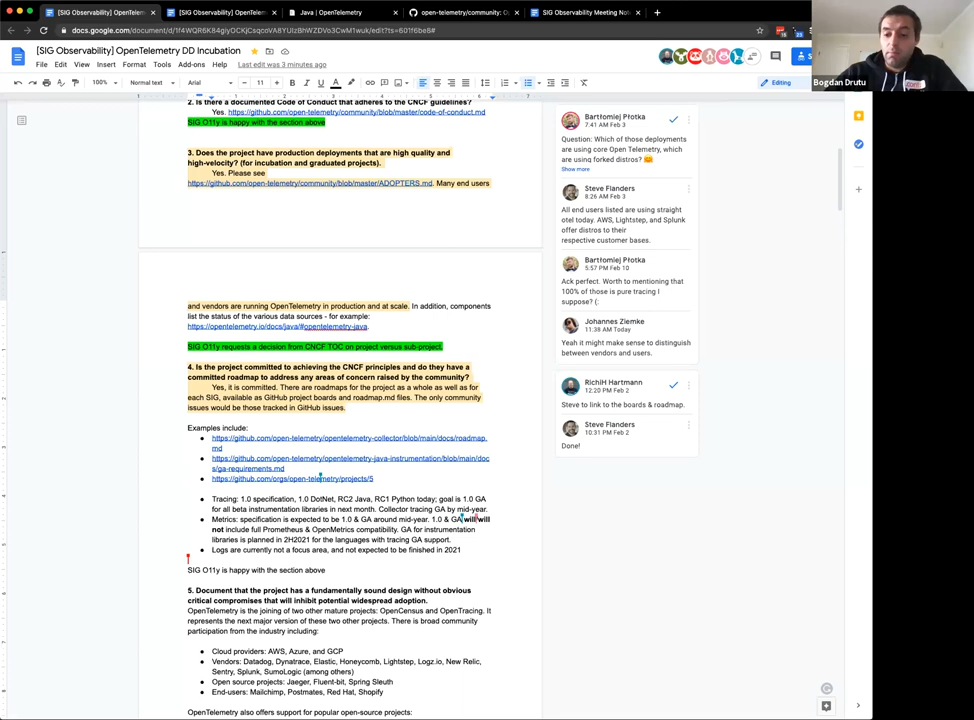 [SIG Observability] OpenTelemetry
[SIG Observability] OpenTelem
Java | OpenTelemetry
open-telemetry/community: O
SIG Observability Meeting Not
docs.google.com/document/d/1f4WQR6K84giyOCKjCaqcoVA8YUtzBhWZDVo3CwM1wuk/edit?ts=601f6be8#
[SIG Observability] OpenTelemetry DD Incubation
File Edit View Insert Format Tools Add-ons Help Last edit was 3 minutes ago
100% Normal text Arial 11 Editing
Bogdan Drutu
2. Is there a documented Code of Conduct that adheres to the CNCF guidelines?
Yes. https://github.com/open-telemetry/community/blob/master/code-of-conduct.md
SIG O11y is happy with the section above
3. Does the project have production deployments that are high quality and
high-velocity? (for incubation and graduated projects).
Yes. Please see
https://github.com/open-telemetry/community/blob/master/ADOPTERS.md. Many end users
and vendors are running OpenTelemetry in production and at scale. In addition, components
list the status of the various data sources - for example:
https://opentelemetry.io/docs/java/#opentelemetry-java.
SIG O11y requests a decision from CNCF TOC on project versus sub-project.
4. Is the project committed to achieving the CNCF principles and do they have a
committed roadmap to address any areas of concern raised by the community?
Yes, it is committed. There are roadmaps for the project as a whole as well as for
each SIG, available as GitHub project boards and roadmap.md files. The only community
issues would be those tracked in GitHub issues.
Examples include:
● https://github.com/open-telemetry/opentelemetry-collector/blob/main/docs/roadmap.
md
● https://github.com/open-telemetry/opentelemetry-java-instrumentation/blob/main/doc
s/ga-requirements.md
● https://github.com/orgs/open-telemetry/projects/5
● Tracing: 1.0 specification, 1.0 DotNet, RC2 Java, RC1 Python today; goal is 1.0 GA
for all beta instrumentation libraries in next month. Collector tracing GA by mid-year.
● Metrics: specification is expected to be 1.0 & GA around mid-year. 1.0 & GA will will
not include full Prometheus & OpenMetrics compatibility. GA for instrumentation
libraries is planned in 2H2021 for the languages with tracing GA support.
● Logs are currently not a focus area, and not expected to be finished in 2021
SIG O11y is happy with the section above
5. Document that the project has a fundamentally sound design without obvious
critical compromises that will inhibit potential widespread adoption.
OpenTelemetry is the joining of two other mature projects: OpenCensus and OpenTracing. It
represents the next major version of these two other projects. There is broad community
participation from the industry including:
● Cloud providers: AWS, Azure, and GCP
● Vendors: Datadog, Dynatrace, Elastic, Honeycomb, Lightstep, Logz.io, New Relic,
Sentry, Splunk, SumoLogic (among others)
● Open source projects: Jaeger, Fluent-bit, Spring Sleuth
● End-users: Mailchimp, Postmates, Red Hat, Shopify
OpenTelemetry also offers support for popular open-source projects:
Bartłomiej Płotka
7:41 AM Feb 3
Question: Which of those deployments
are using core Open Telemetry, which
are using forked distros?
Show more
Steve Flanders
8:26 AM Feb 3
All end users listed are using straight
otel today. AWS, Lightstep, and Splunk
offer distros to their
respective customer bases.
Bartłomiej Płotka
5:57 PM Feb 10
Ack perfect. Worth to mentioning that
100% of those is pure tracing I
suppose? (:
Johannes Ziemke
11:38 AM Today
Yeah it might make sense to distinguish
between vendors and users.
RichiH Hartmann
12:20 PM Feb 2
Steve to link to the boards & roadmap.
Steve Flanders
10:31 PM Feb 2
Done!